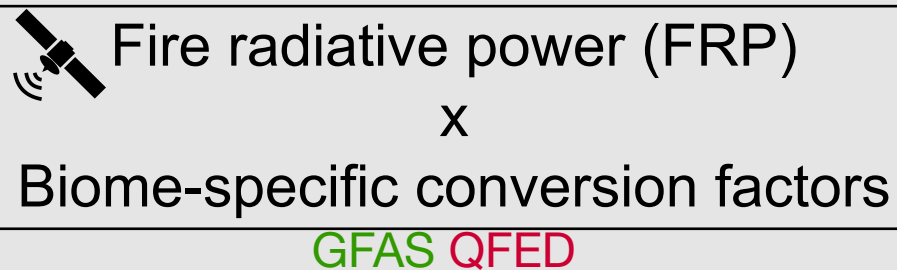 Fire radiative power (FRP)
x
Biome-specific conversion factors
GFAS QFED